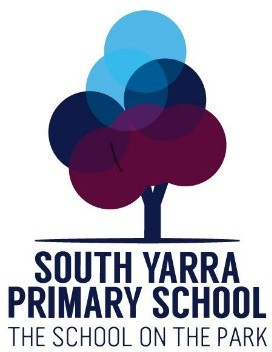 SOUTH YARRA
PRIMARY SCHOOL
THE SCHOOL ON THE PARK